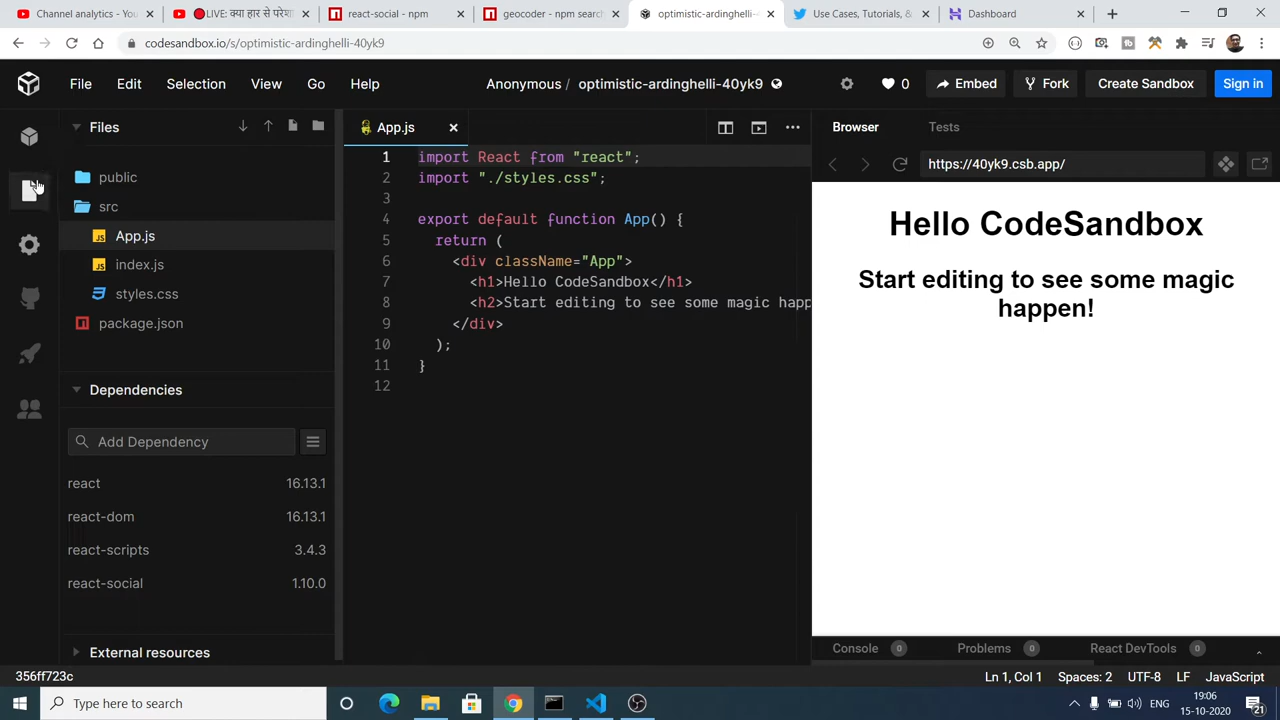 Channel analytics - YouTu
🔴LIVE: क्या हार से परेशा
react-social - npm
geocoder - npm search
optimistic-ardinghelli-
Use Cases, Tutorials, &
Dashboard
codesandbox.io/s/optimistic-ardinghelli-40yk9
File Edit Selection View Go Help
Anonymous / optimistic-ardinghelli-40yk9
0
Embed
Fork
Create Sandbox
Sign in
Files
App.js
Browser
Tests
https://40yk9.csb.app/
public
src
App.js
index.js
styles.css
package.json
Dependencies
Add Dependency
react 16.13.1
react-dom 16.13.1
react-scripts 3.4.3
react-social 1.10.0
External resources
1 import React from "react";
2 import "./styles.css";
3
4 export default function App() {
5 return (
6 <div className="App">
7 <h1>Hello CodeSandbox</h1>
8 <h2>Start editing to see some magic happ
9 </div>
10 );
11 }
12
Hello CodeSandbox
Start editing to see some magic
happen!
Console 0 Problems 0 React DevTools 0
356ff723c
Ln 1, Col 1 Spaces: 2 UTF-8 LF JavaScript
Type here to search
ENG
19:06
15-10-2020
21